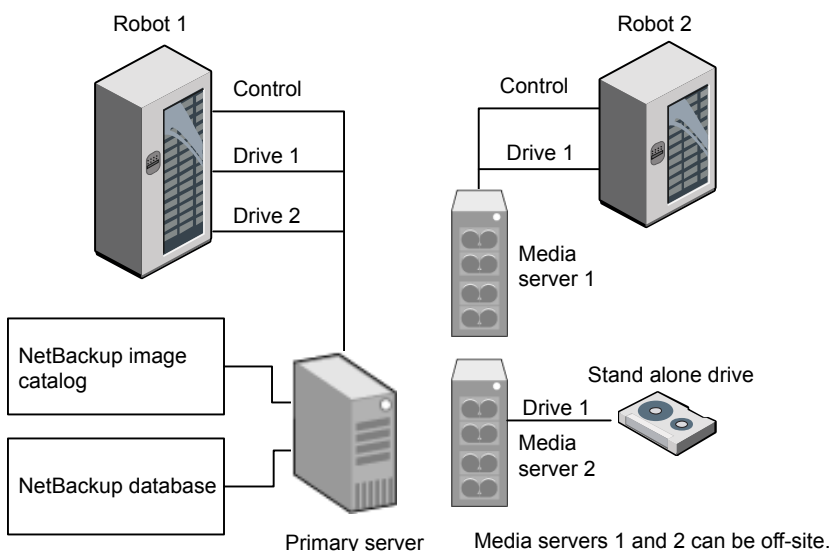 Robot 1
Robot 2
Control
Drive 1
Drive 2
Control
Drive 1
Media
server 1
NetBackup image
catalog
NetBackup database
Stand alone drive
Drive 1
Media
server 2
Primary server
Media servers 1 and 2 can be off-site.